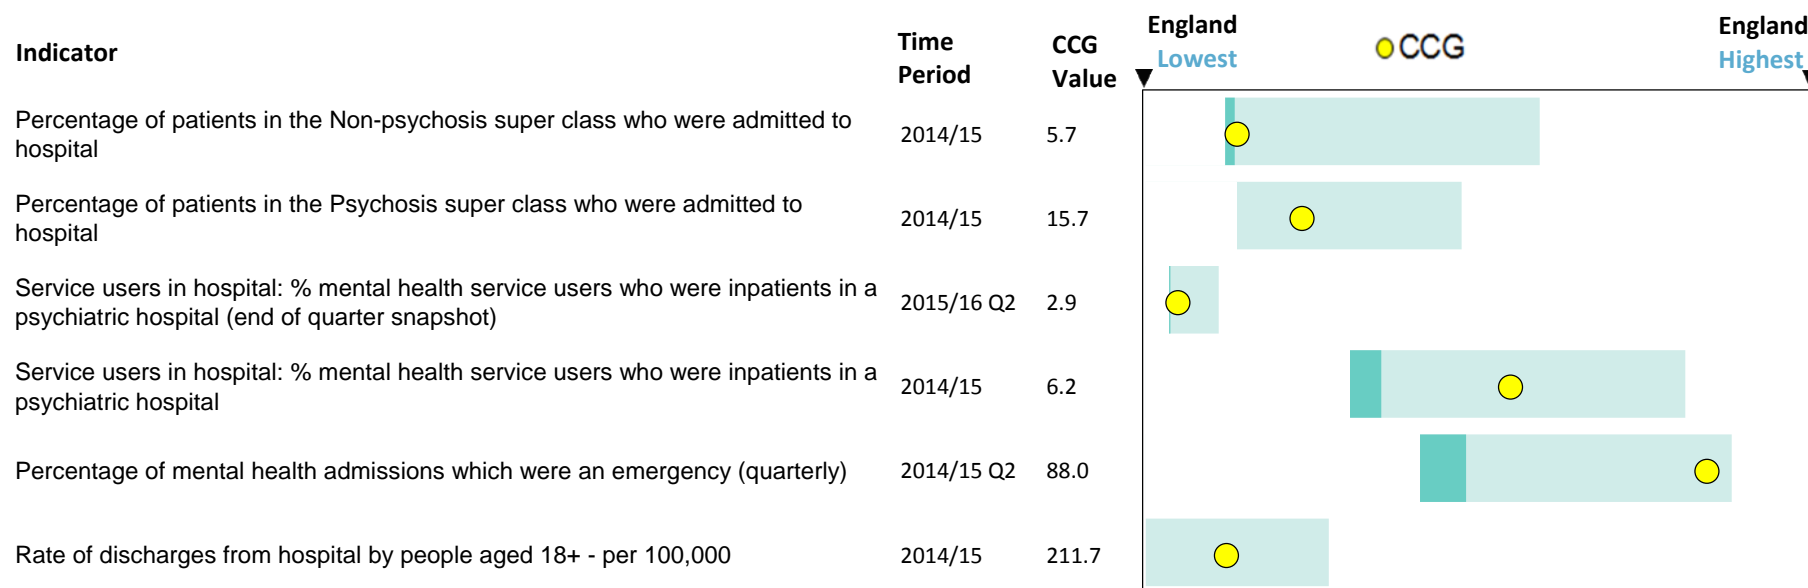 Indicator
Time
Period
CCG
Value
England
Lowest
CCG
England
Highest
Percentage of patients in the Non-psychosis super class who were admitted to
hospital
2014/15
5.7
Percentage of patients in the Psychosis super class who were admitted to
hospital
2014/15
15.7
Service users in hospital: % mental health service users who were inpatients in a
psychiatric hospital (end of quarter snapshot)
2015/16 Q2
2.9
Service users in hospital: % mental health service users who were inpatients in a
psychiatric hospital
2014/15
6.2
Percentage of mental health admissions which were an emergency (quarterly)
2014/15 Q2
88.0
Rate of discharges from hospital by people aged 18+ - per 100,000
2014/15
211.7